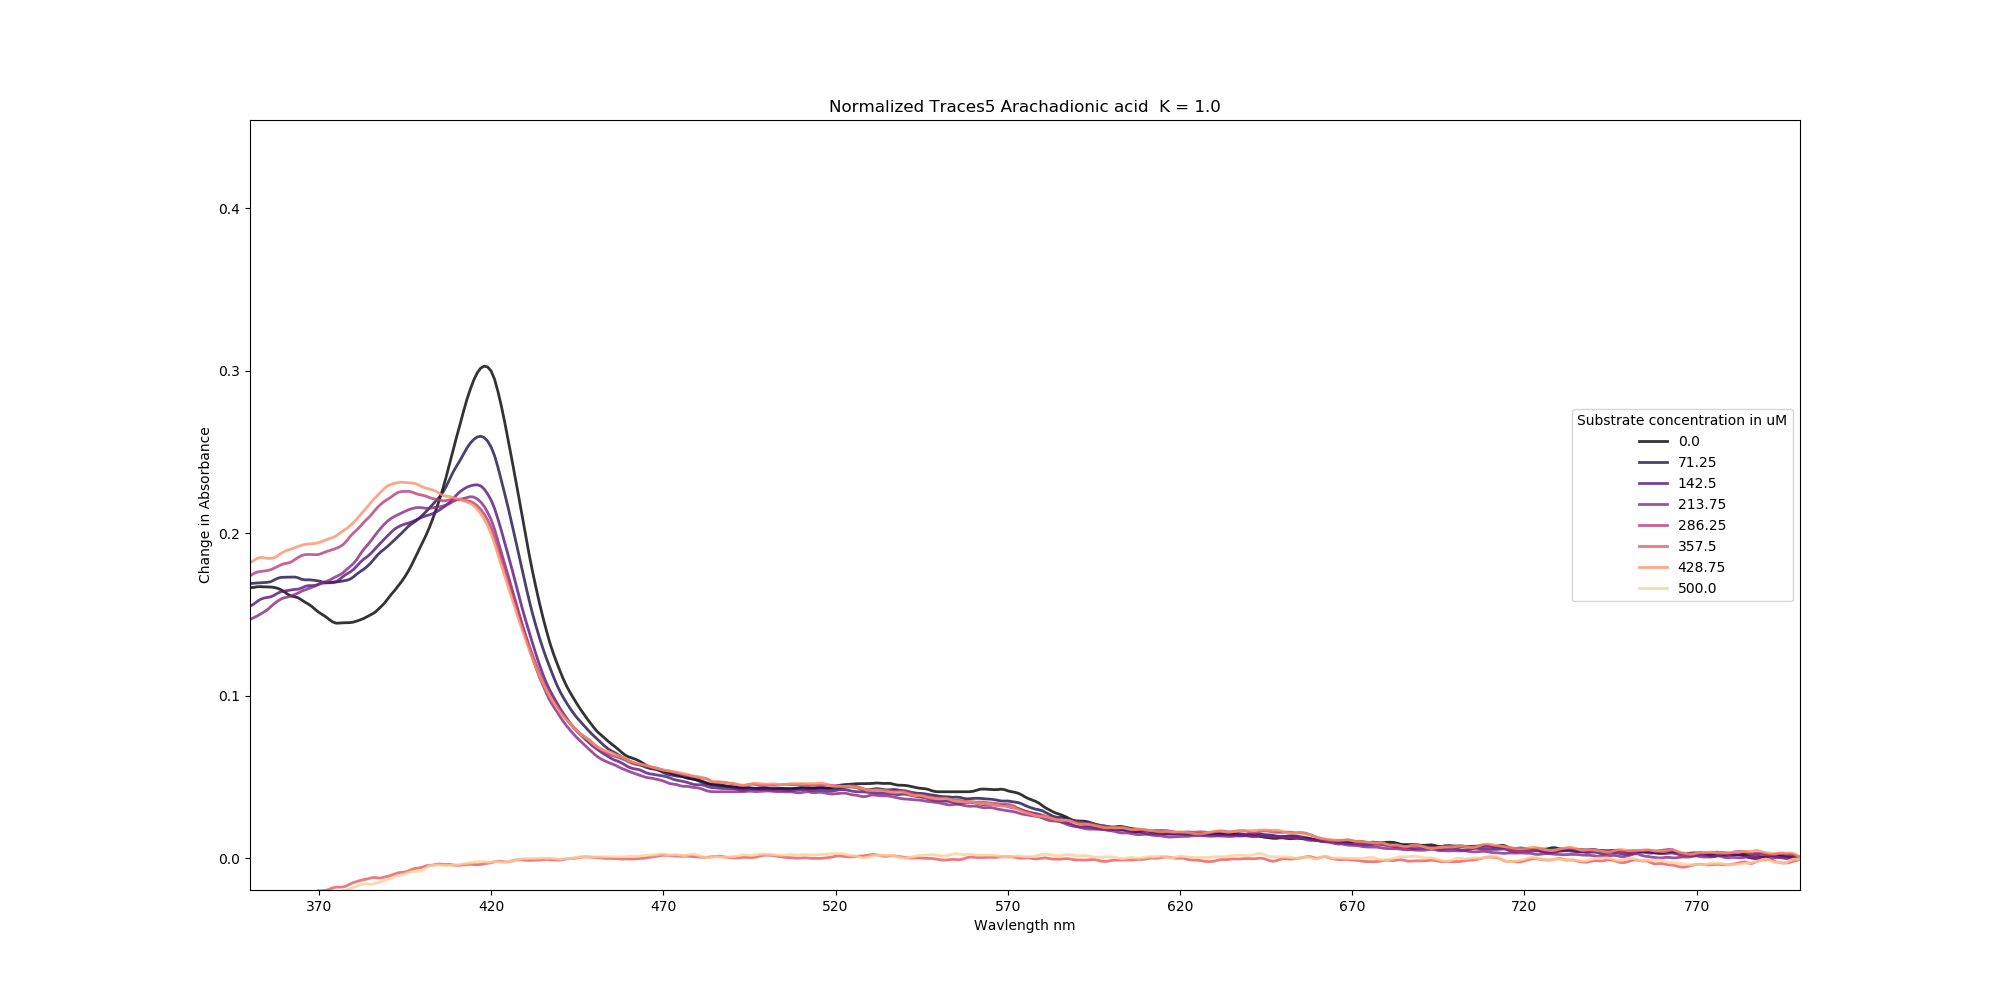 Normalized Traces5 Arachadionic acid  K = 1.0
Change in Absorbance
0.4
0.3
0.2
0.1
0.0
Substrate concentration in uM
0.0
71.25
142.5
213.75
286.25
357.5
428.75
500.0
370 420 470 520 570 620 670 720 770
Wavlength nm